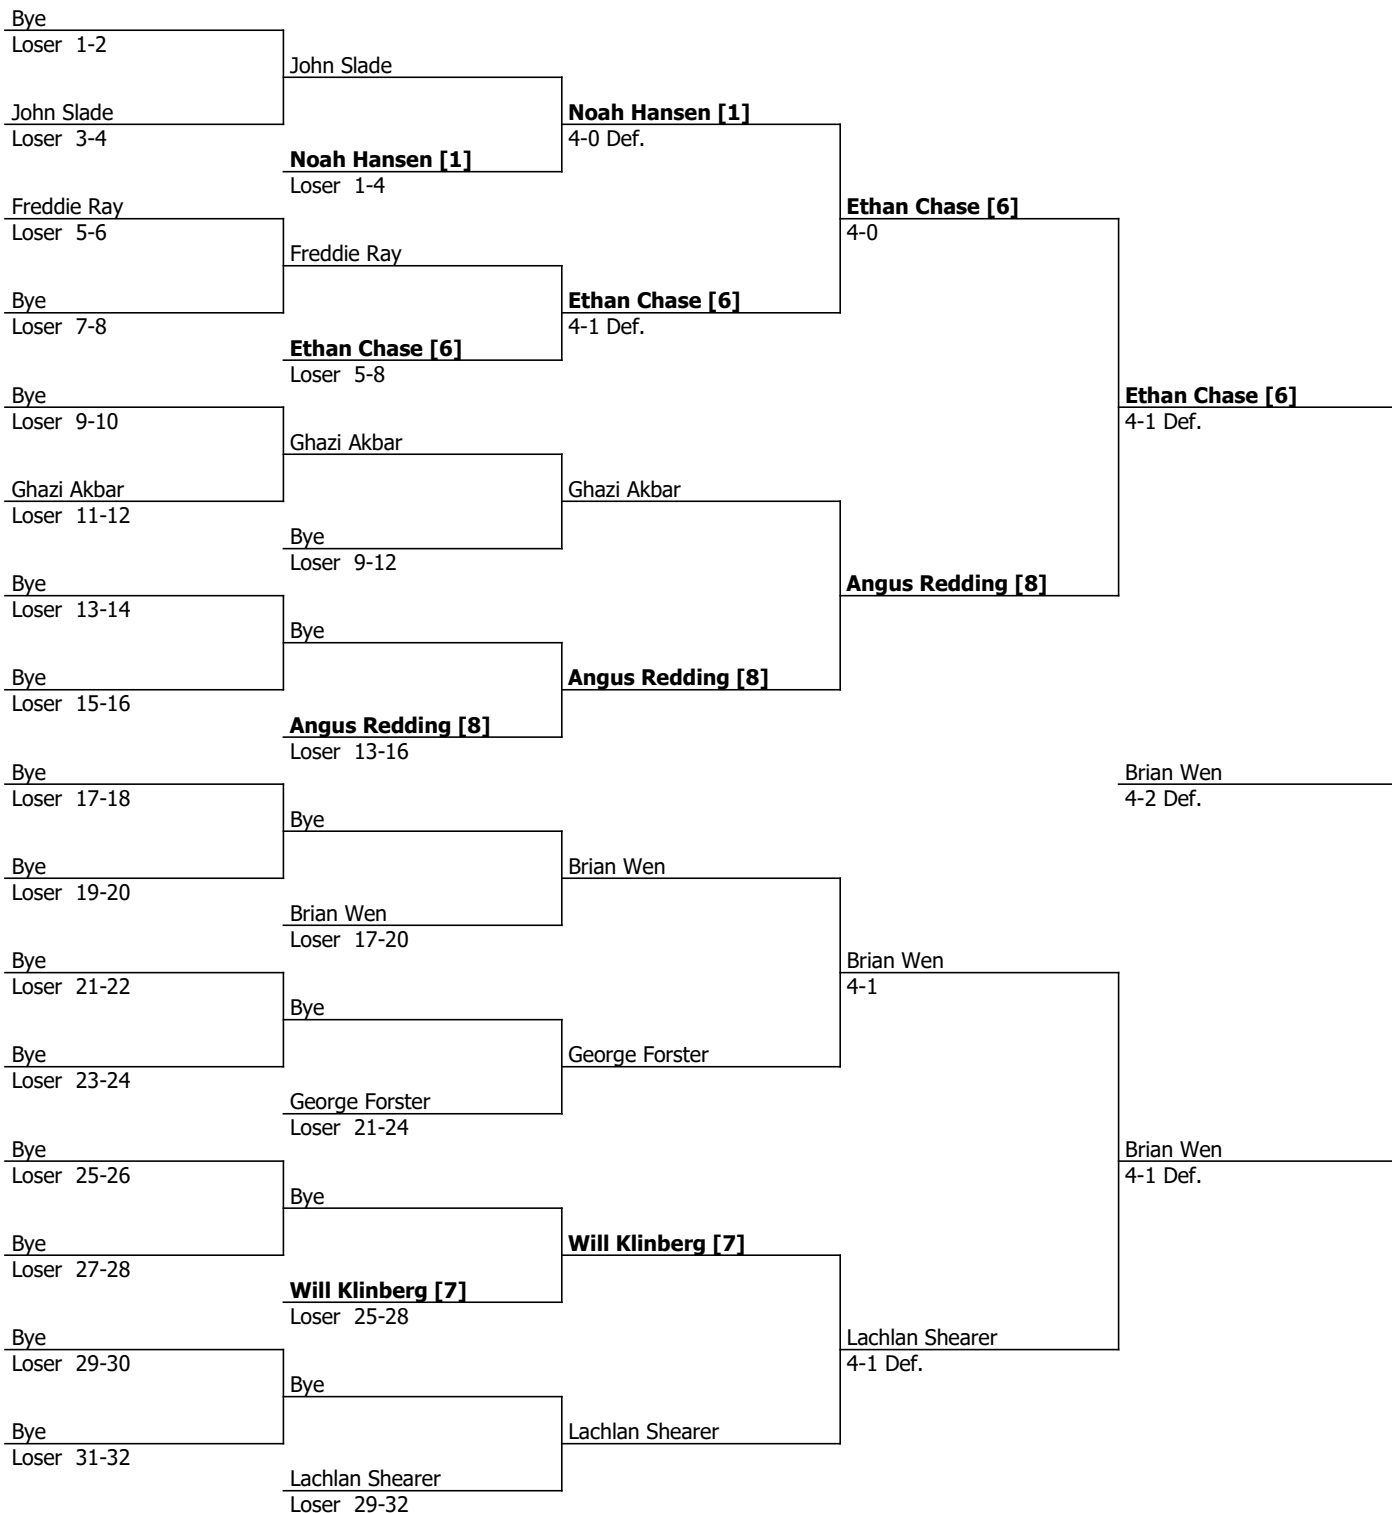 Bye
Loser 1-2
John Slade
John Slade
Loser 3-4
Noah Hansen [1]
4-0 Def.
Noah Hansen [1]
Loser 1-4
Freddie Ray
Loser 5-6
Ethan Chase [6]
4-0
Freddie Ray
Bye
Loser 7-8
Ethan Chase [6]
4-1 Def.
Ethan Chase [6]
Loser 5-8
Bye
Loser 9-10
Ethan Chase [6]
4-1 Def.
Ghazi Akbar
Ghazi Akbar
Loser 11-12
Ghazi Akbar
Bye
Loser 9-12
Bye
Loser 13-14
Angus Redding [8]
Bye
Bye
Loser 15-16
Angus Redding [8]
Angus Redding [8]
Loser 13-16
Bye
Loser 17-18
Brian Wen
4-2 Def.
Bye
Bye
Loser 19-20
Brian Wen
Brian Wen
Loser 17-20
Bye
Loser 21-22
Brian Wen
4-1
Bye
Bye
Loser 23-24
George Forster
George Forster
Loser 21-24
Bye
Loser 25-26
Brian Wen
4-1 Def.
Bye
Bye
Loser 27-28
Will Klinberg [7]
Will Klinberg [7]
Loser 25-28
Bye
Loser 29-30
Lachlan Shearer
4-1 Def.
Bye
Bye
Loser 31-32
Lachlan Shearer
Lachlan Shearer
Loser 29-32